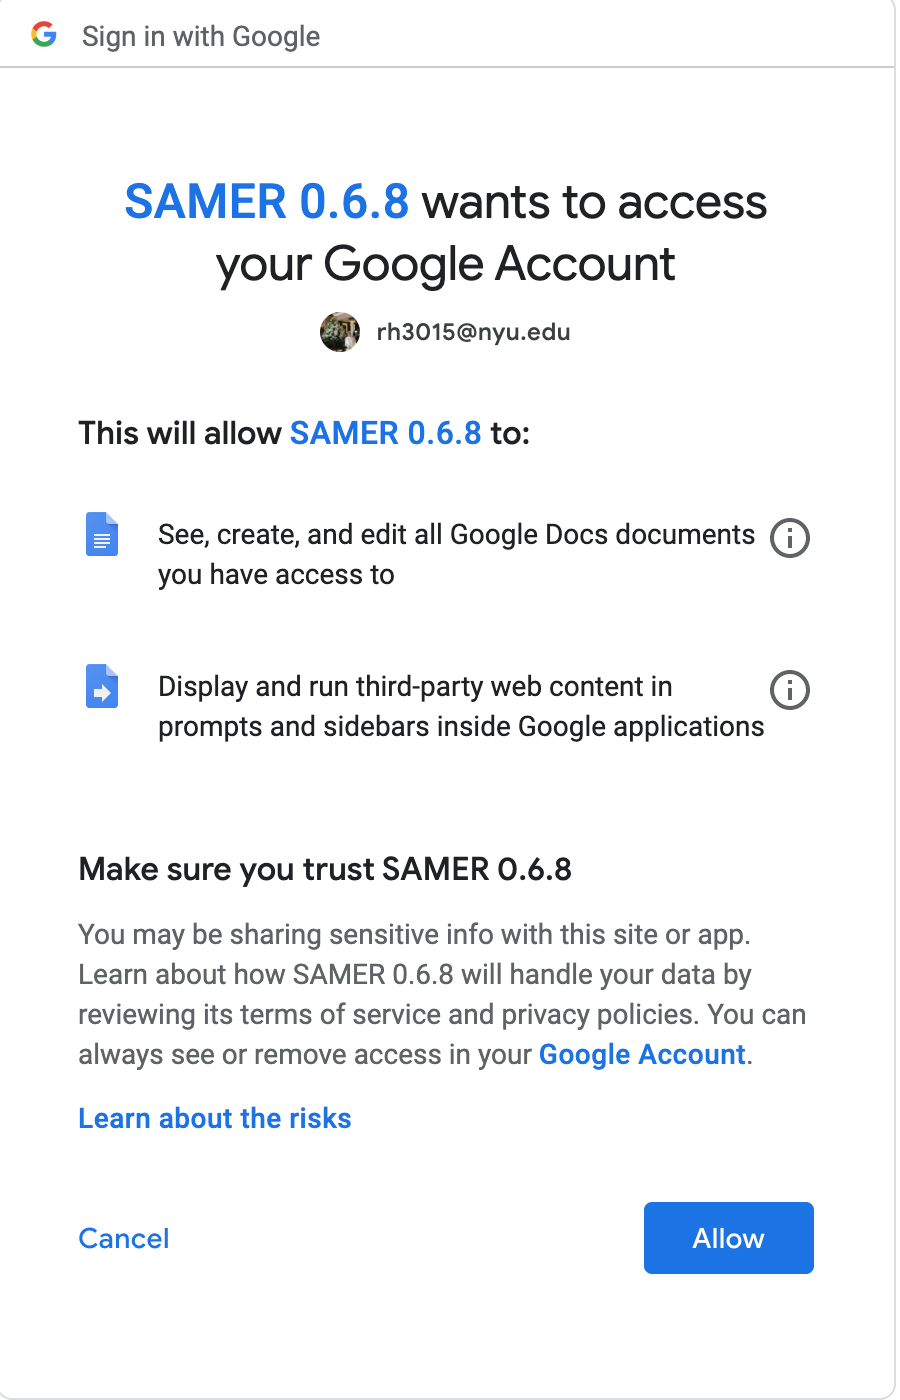 Sign in with Google
SAMER 0.6.8 wants to access
your Google Account
rh3015@nyu.edu
This will allow SAMER 0.6.8 to:
See, create, and edit all Google Docs documents
you have access to
Display and run third-party web content in
prompts and sidebars inside Google applications
Make sure you trust SAMER 0.6.8
You may be sharing sensitive info with this site or app.
Learn about how SAMER 0.6.8 will handle your data by
reviewing its terms of service and privacy policies. You can
always see or remove access in your Google Account.
Learn about the risks
Cancel
Allow